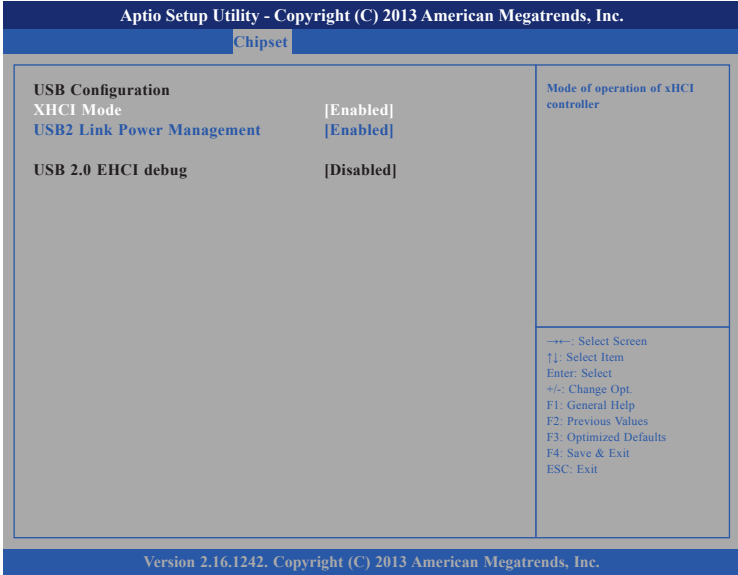 Aptio Setup Utility - Copyright (C) 2013 American Megatrends, Inc.
Chipset
USB Configuration
XHCI Mode [Enabled]
USB2 Link Power Management [Enabled]
USB 2.0 EHCI debug [Disabled]
Mode of operation of xHCI
controller
→←: Select Screen
↑↓: Select Item
Enter: Select
+/-: Change Opt.
F1: General Help
F2: Previous Values
F3: Optimized Defaults
F4: Save & Exit
ESC: Exit
Version 2.16.1242. Copyright (C) 2013 American Megatrends, Inc.